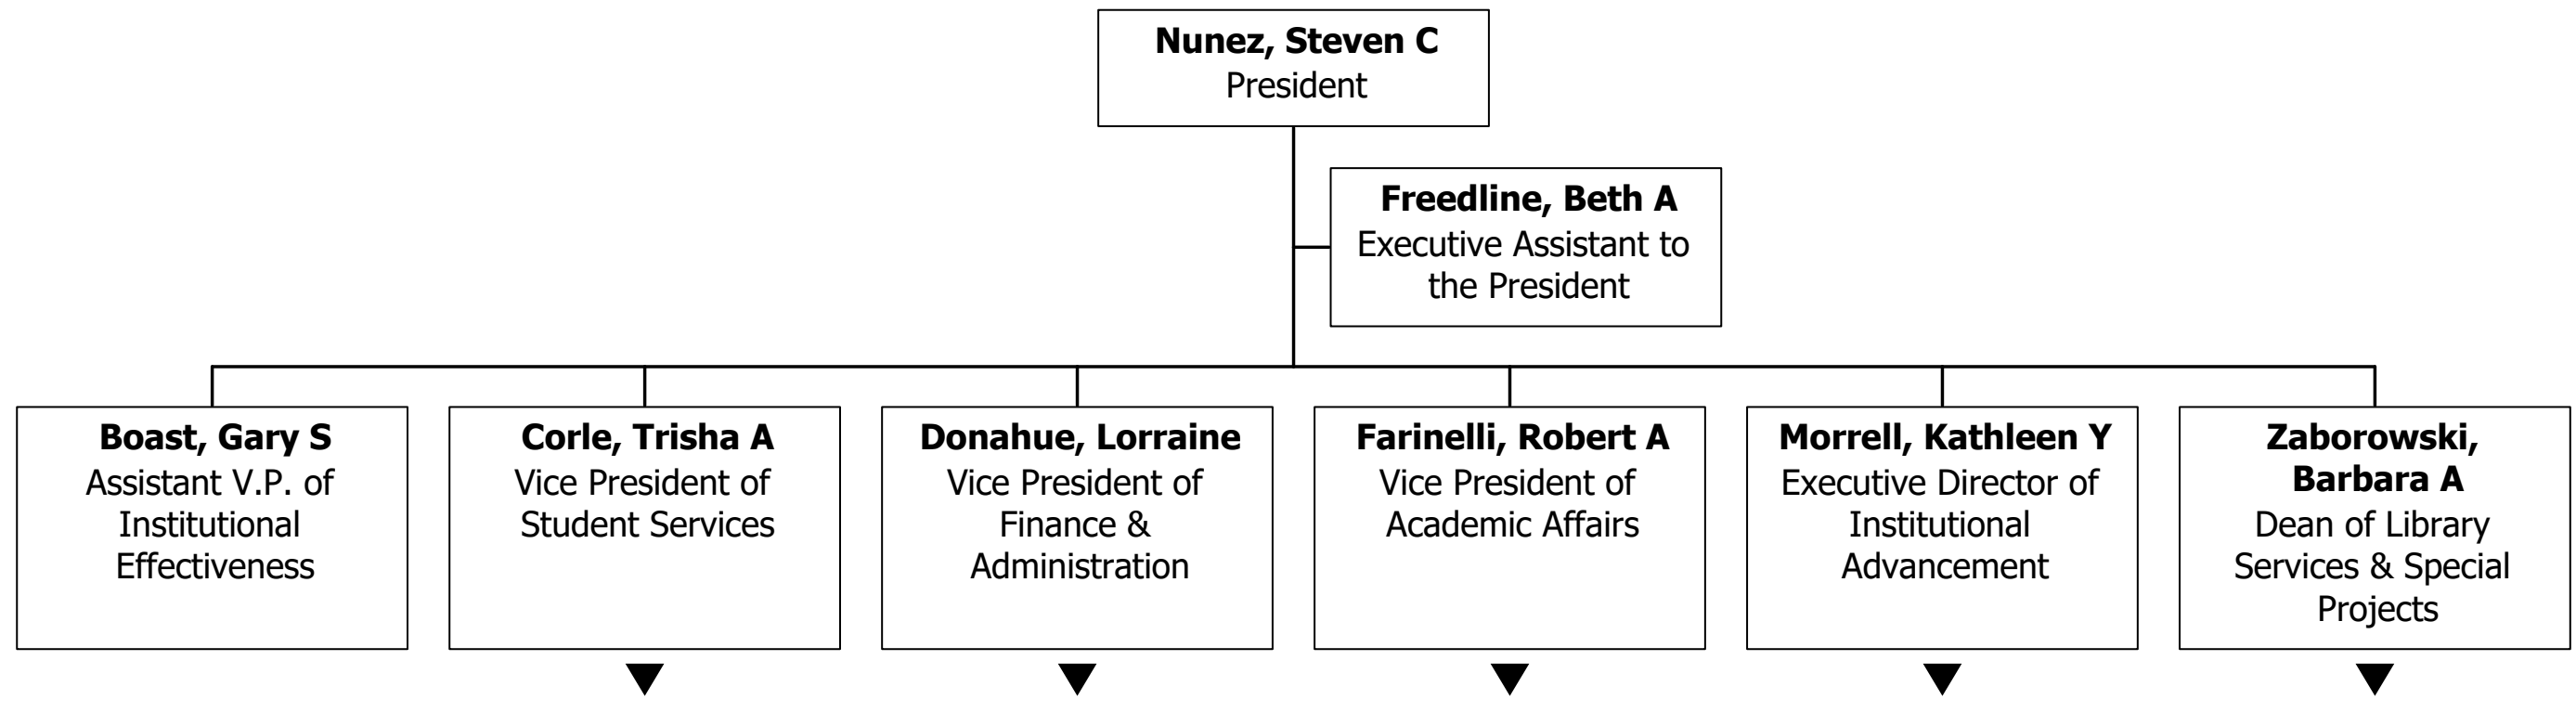 Nunez, Steven C
President
Freedline, Beth A
Executive Assistant to
the President
Boast, Gary S
Assistant V.P. of
Institutional
Effectiveness
Corle, Trisha A
Vice President of
Student Services
Donahue, Lorraine
Vice President of
Finance &
Administration
Farinelli, Robert A
Vice President of
Academic Affairs
Morrell, Kathleen Y
Executive Director of
Institutional
Advancement
Zaborowski,
Barbara A
Dean of Library
Services & Special
Projects